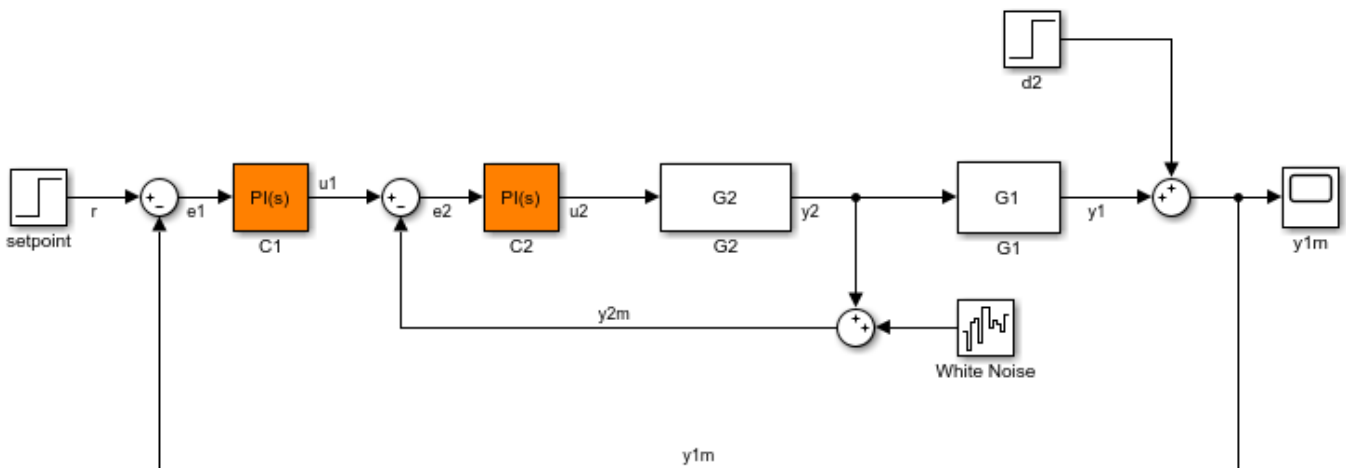 d2
r
setpoint
e1
PI(s)
C1
u1
e2
PI(s)
C2
u2
G2
G2
y2
G1
G1
y1
y1m
y2m
White Noise
y1m